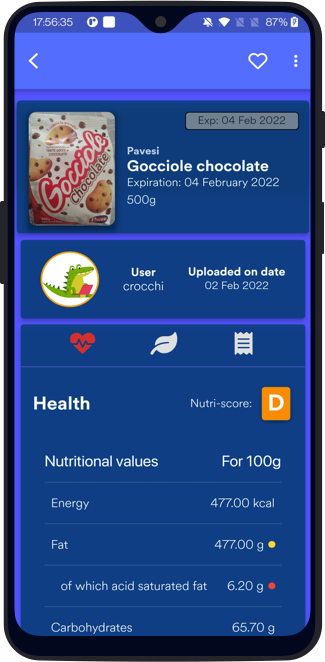 17:56:35
87%
Exp: 04 Feb 2022
Pavesi
Gocciole chocolate
Expiration: 04 February 2022
500g
Gocciole
Chocolate
User
crocchi
Uploaded on date
02 Feb 2022
Health
Nutri-score: D
Nutritional values For 100g
Energy 477.00 kcal
Fat 477.00 g
of which acid saturated fat 6.20 g
Carbohydrates 65.70 g